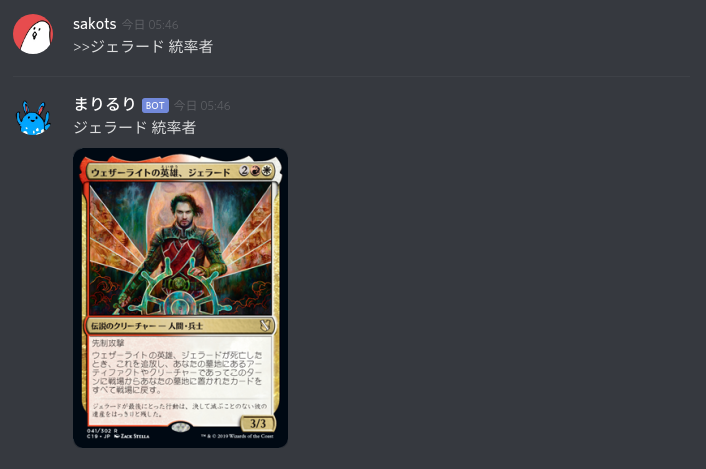 sakots 今日 05:46
>>ジェラード 統率者
まりるり BOT 今日 05:46
ジェラード 統率者
ウェザーライトの英雄、ジェラード 2
伝説のクリーチャー — 人間・兵士
先制攻撃
ウェザーライトの英雄、ジェラードが死亡した
とき、これを追放し、あなたの墓地にあるアー
ティファクトやクリーチャーであってこのター
ンに戦場からあなたの墓地に置かれたカードを
すべて戦場に戻す。
ジェラードが最後にとった行動は、決して滅ぶことのない彼の
遺産をはっきりと残した。
3/3
041/302 R
C19 • JP ZACK STELLA
™ & © 2019 Wizards of the Coast